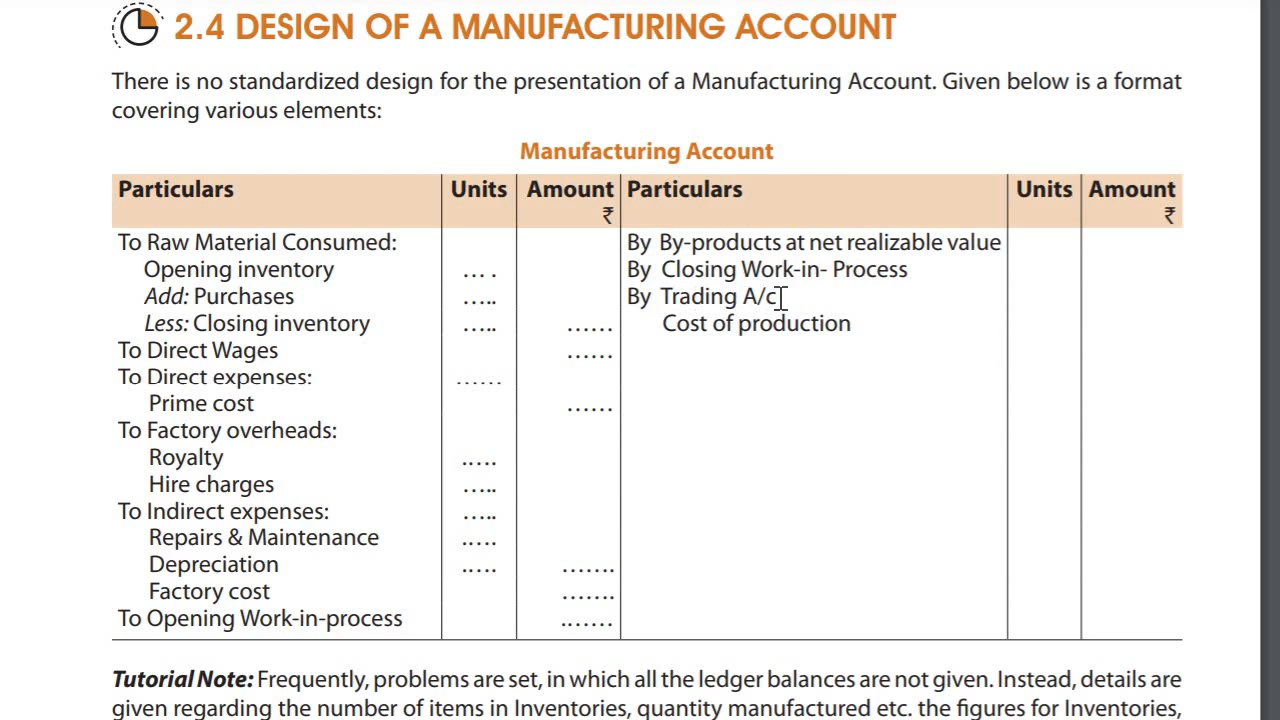 2.4 DESIGN OF A MANUFACTURING ACCOUNT
There is no standardized design for the presentation of a Manufacturing Account. Given below is a format
covering various elements:
Manufacturing Account
Particulars Units Amount Particulars Units Amount
₹ ₹
To Raw Material Consumed: By By-products at net realizable value
Opening inventory ... . By Closing Work-in- Process
Add: Purchases ..... By Trading A/c
Less: Closing inventory ..... ...... Cost of production
To Direct Wages ......
To Direct expenses: ......
Prime cost ......
To Factory overheads:
Royalty .....
Hire charges .....
To Indirect expenses: .....
Repairs & Maintenance .....
Depreciation ..... .......
Factory cost .......
To Opening Work-in-process .......
Tutorial Note: Frequently, problems are set, in which all the ledger balances are not given. Instead, details are
given regarding the number of items in Inventories, quantity manufactured etc. the figures for Inventories,